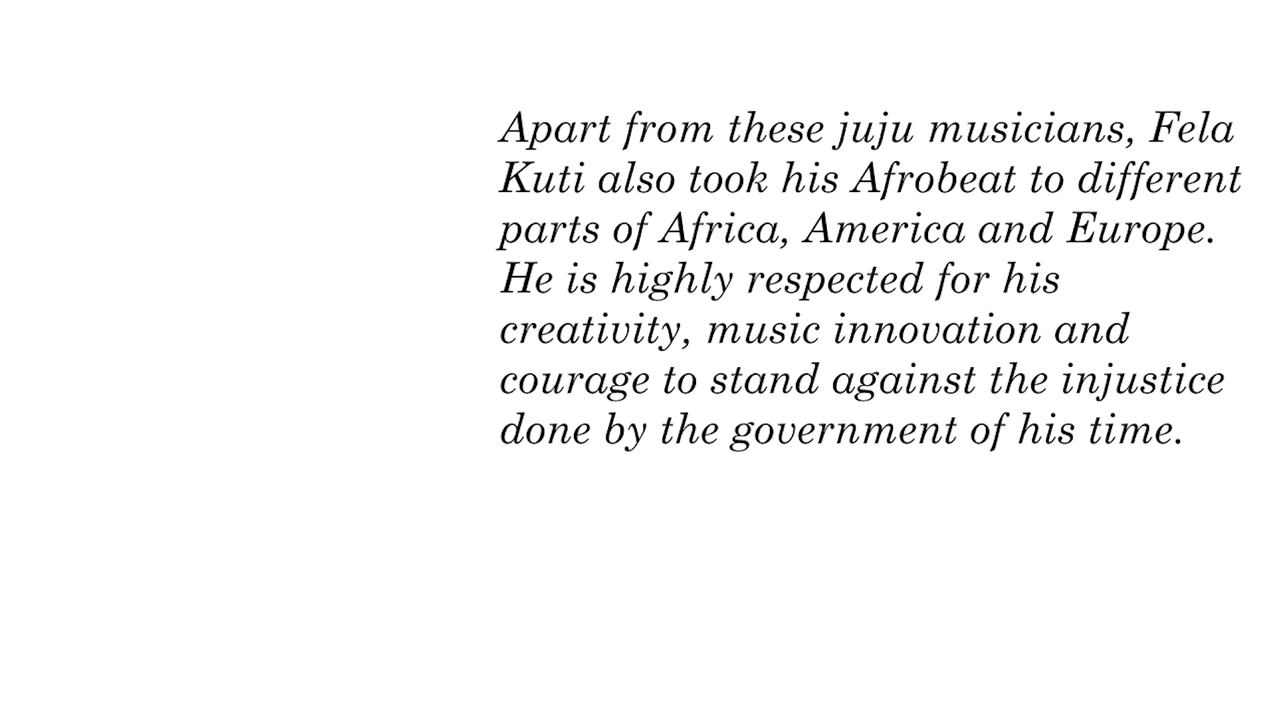 Apart from these juju musicians, Fela
Kuti also took his Afrobeat to different
parts of Africa, America and Europe.
He is highly respected for his
creativity, music innovation and
courage to stand against the injustice
done by the government of his time.